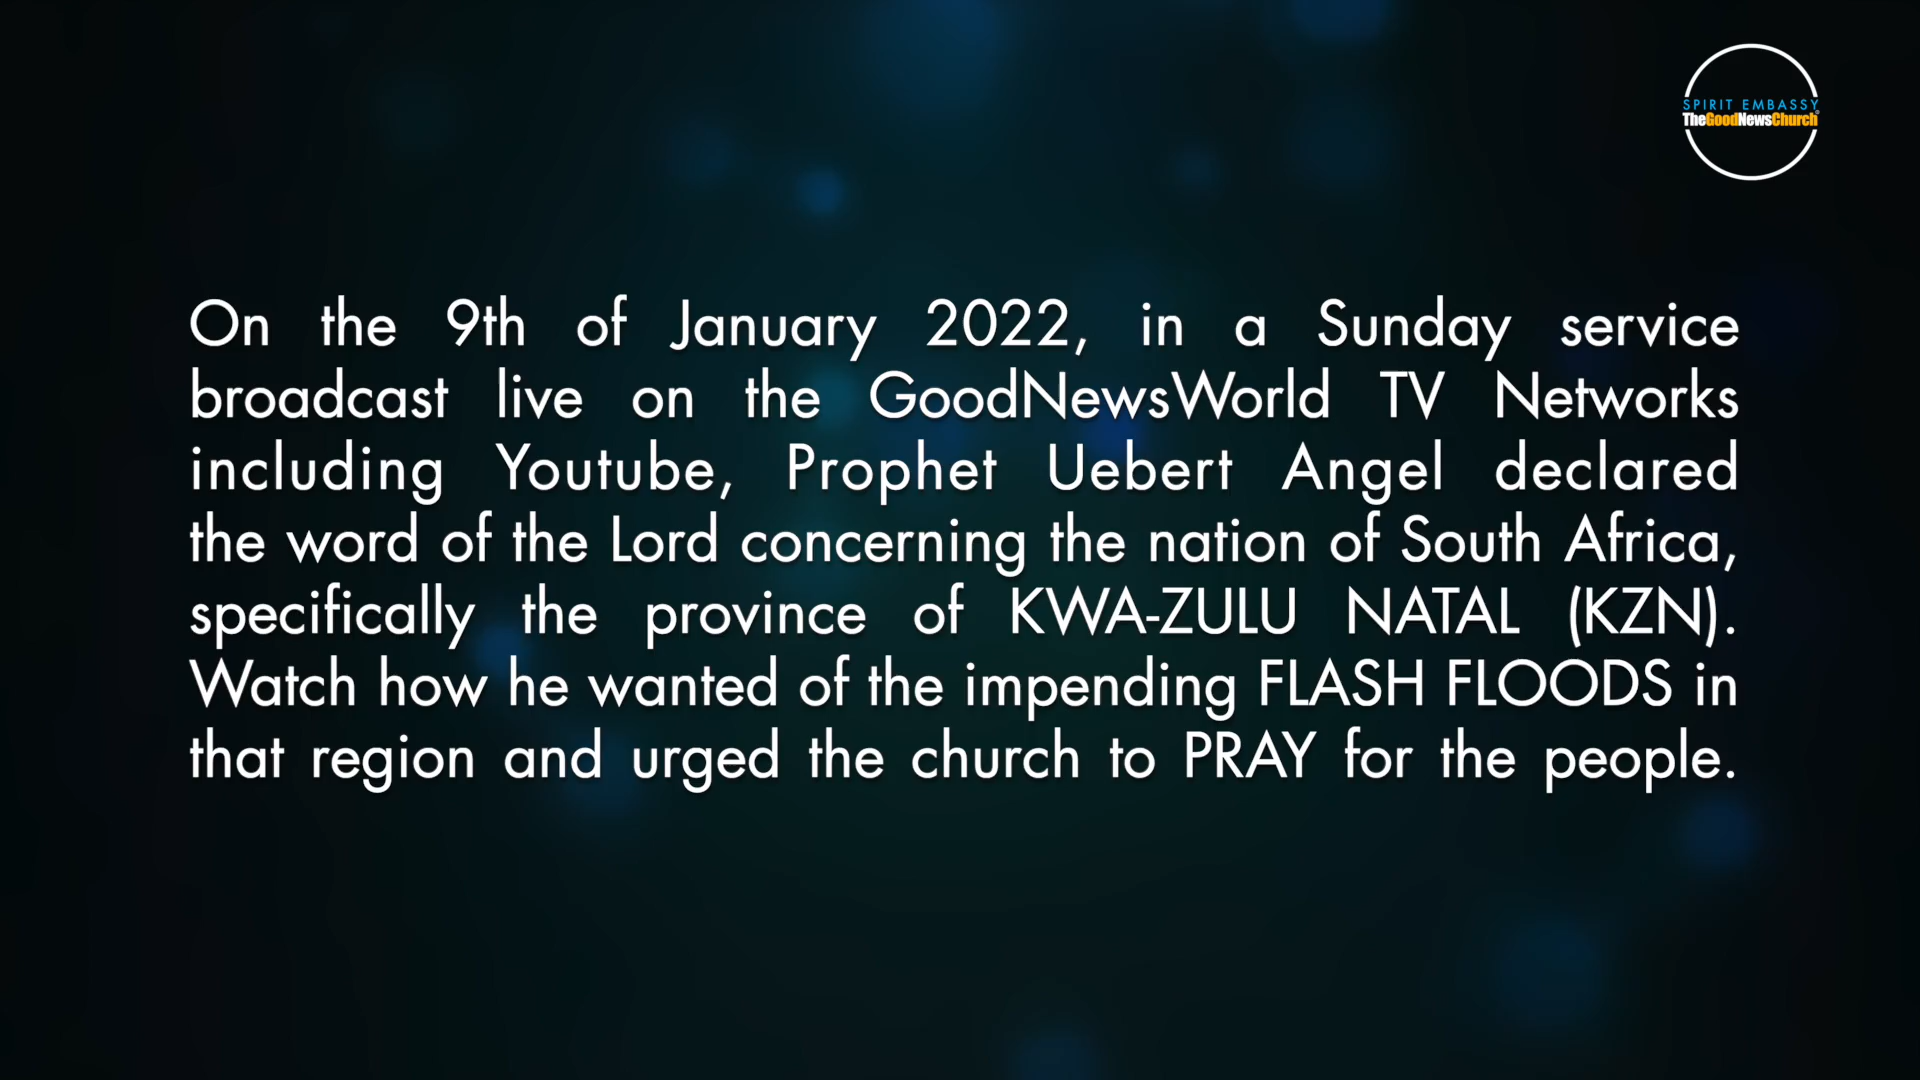 SPIRIT EMBASSY
TheGoodNewsChurch
On the 9th of January 2022, in a Sunday service
broadcast live on the GoodNewsWorld TV Networks
including Youtube, Prophet Uebert Angel declared
the word of the Lord concerning the nation of South Africa,
specifically the province of KWA-ZULU NATAL (KZN).
Watch how he wanted of the impending FLASH FLOODS in
that region and urged the church to PRAY for the people.